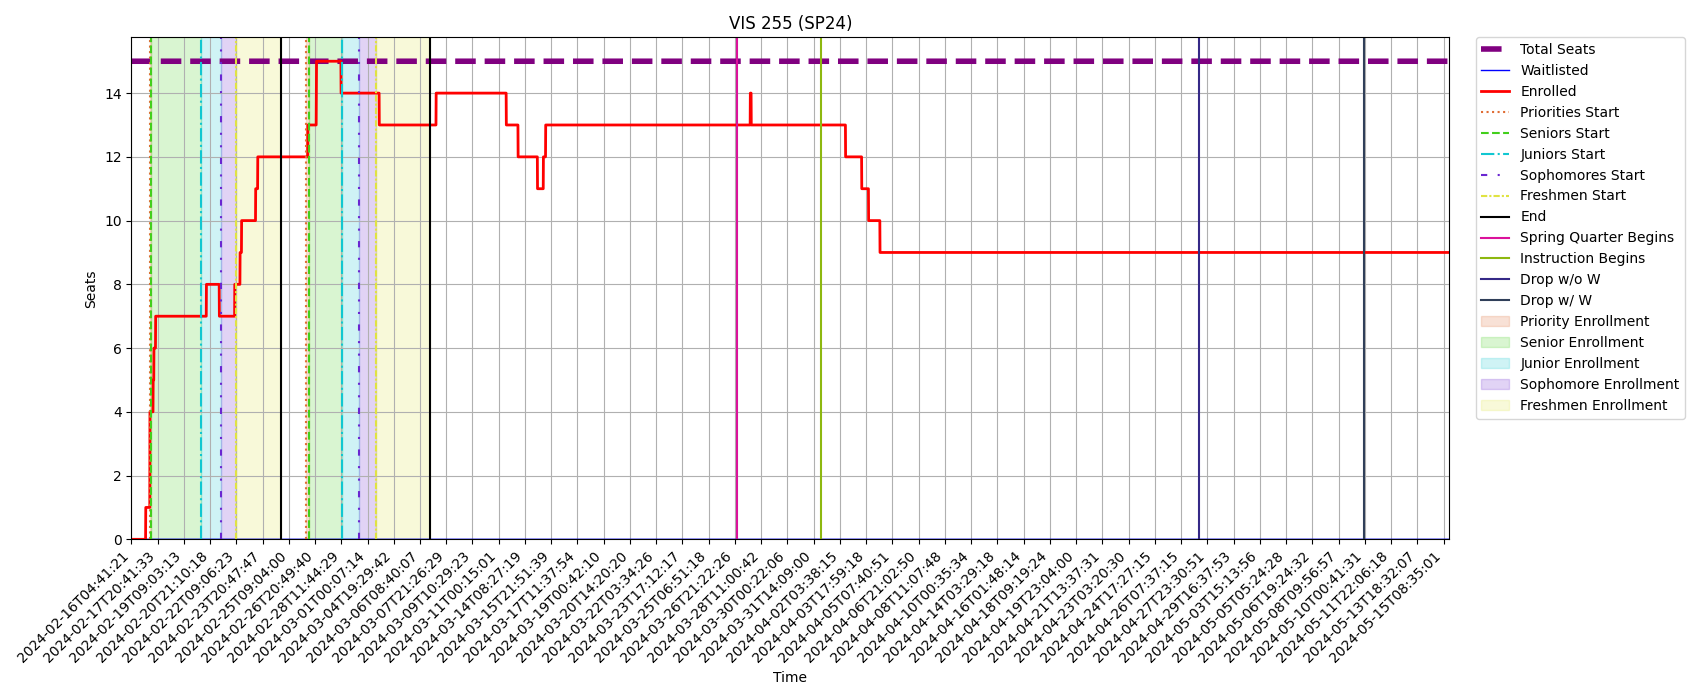 VIS 255 (SP24)
Seats
14
12
10
8
6
4
2
0
2024-02-16T04:41:21
2024-02-17T20:41:33
2024-02-19T09:03:13
2024-02-20T21:10:18
2024-02-22T09:06:23
2024-02-23T20:47:47
2024-02-25T09:04:00
2024-02-26T20:49:40
2024-02-28T11:44:29
2024-03-01T00:07:14
2024-03-04T19:29:42
2024-03-06T08:40:07
2024-03-07T21:26:29
2024-03-09T10:29:23
2024-03-11T00:15:01
2024-03-14T08:27:19
2024-03-15T21:51:39
2024-03-17T11:37:54
2024-03-19T00:42:10
2024-03-20T14:20:20
2024-03-22T03:34:26
2024-03-23T17:12:17
2024-03-25T06:51:18
2024-03-26T21:22:26
2024-03-28T11:00:42
2024-03-30T00:22:06
2024-03-31T14:09:00
2024-04-02T03:38:15
2024-04-03T17:59:18
2024-04-05T07:40:51
2024-04-06T21:02:50
2024-04-08T11:07:48
2024-04-10T00:35:34
2024-04-14T03:29:18
2024-04-16T01:48:14
2024-04-18T09:19:24
2024-04-19T23:04:00
2024-04-21T13:37:31
2024-04-23T03:20:30
2024-04-24T17:27:15
2024-04-26T07:37:15
2024-04-27T23:30:51
2024-04-29T16:37:53
2024-05-03T15:13:56
2024-05-05T05:24:28
2024-05-06T19:24:32
2024-05-08T09:56:57
2024-05-10T00:41:31
2024-05-11T22:06:18
2024-05-13T18:32:07
2024-05-15T08:35:01
Time
Total Seats
Waitlisted
Enrolled
Priorities Start
Seniors Start
Juniors Start
Sophomores Start
Freshmen Start
End
Spring Quarter Begins
Instruction Begins
Drop w/o W
Drop w/ W
Priority Enrollment
Senior Enrollment
Junior Enrollment
Sophomore Enrollment
Freshmen Enrollment